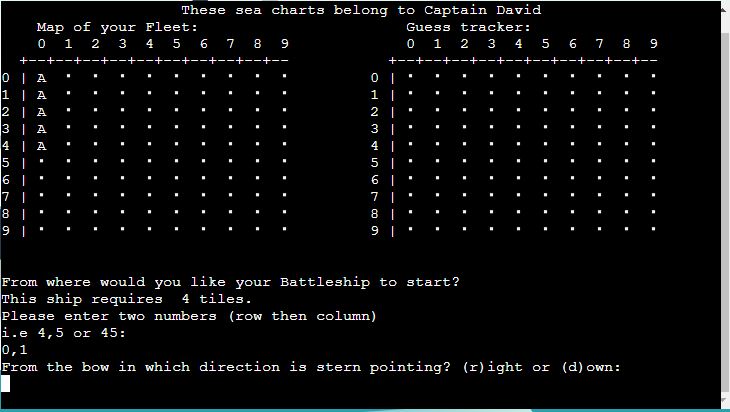 These sea charts belong to Captain David
Map of your Fleet: Guess tracker:
0 1 2 3 4 5 6 7 8 9 0 1 2 3 4 5 6 7 8 9
+--+--+--+--+--+--+--+--+--+-- +--+--+--+--+--+--+--+--+--+--
0 | A · · · · · · · · · 0 | · · · · · · · · · ·
1 | A · · · · · · · · · 1 | · · · · · · · · · ·
2 | A · · · · · · · · · 2 | · · · · · · · · · ·
3 | A · · · · · · · · · 3 | · · · · · · · · · ·
4 | A · · · · · · · · · 4 | · · · · · · · · · ·
5 | · · · · · · · · · · 5 | · · · · · · · · · ·
6 | · · · · · · · · · · 6 | · · · · · · · · · ·
7 | · · · · · · · · · · 7 | · · · · · · · · · ·
8 | · · · · · · · · · · 8 | · · · · · · · · · ·
9 | · · · · · · · · · · 9 | · · · · · · · · · ·
From where would you like your Battleship to start?
This ship requires  4 tiles.
Please enter two numbers (row then column)
i.e 4,5 or 45:
0,1
From the bow in which direction is stern pointing? (r)ight or (d)own: